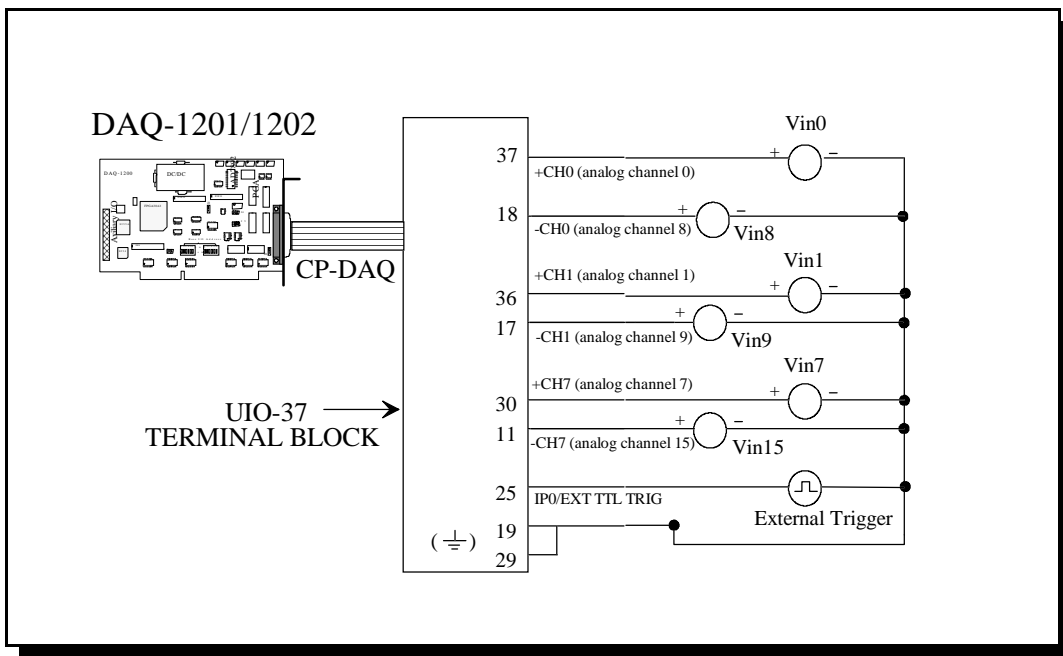 DAQ-1201/1202
DAQ-1200
DC/DC
CP-DAQ
UIO-37
TERMINAL BLOCK
37
+CH0 (analog channel 0)
+
Vin0
−
18
-CH0 (analog channel 8)
+
−
Vin8
+CH1 (analog channel 1)
36
+
Vin1
−
17
-CH1 (analog channel 9)
+
−
Vin9
+CH7 (analog channel 7)
30
+
Vin7
−
11
-CH7 (analog channel 15)
+
−
Vin15
25
IP0/EXT TTL TRIG
External Trigger
19
( )
29